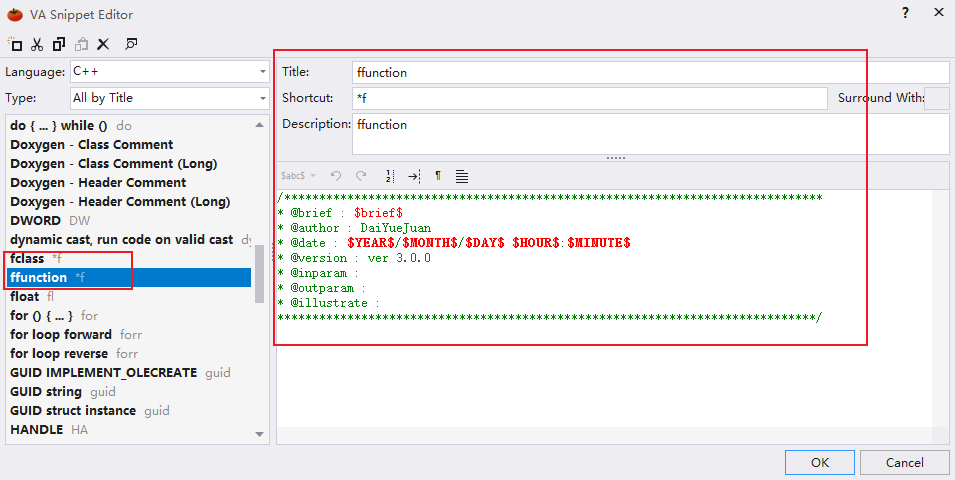 VA Snippet Editor
? ×
Language: C++
Type: All by Title
do { ... } while () do
Doxygen - Class Comment
Doxygen - Class Comment (Long)
Doxygen - Header Comment
Doxygen - Header Comment (Long)
DWORD DW
dynamic cast, run code on valid cast
fclass *f
ffunction *f
float fl
for () { ... } for
for loop forward forr
for loop reverse forr
GUID IMPLEMENT_OLECREATE guid
GUID string guid
GUID struct instance guid
HANDLE HA
Title: ffunction
Shortcut: *f Surround With:
Description: ffunction
$abc$
/*****************************************************************************
* @brief : $brief$
* @author : DaiYueJuan
* @date : $YEAR$/$MONTH$/$DAY$ $HOUR$:$MINUTE$
* @version : ver 3.0.0
* @inparam :
* @outparam :
* @illustrate :
*****************************************************************************/
OK Cancel